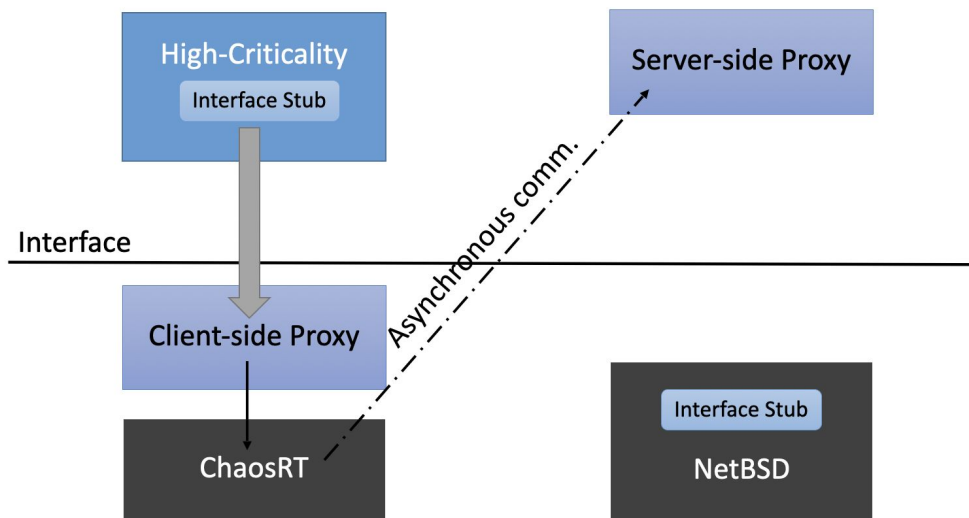 High-Criticality
Interface Stub
Server-side Proxy
Asynchronous comm.
Interface
Client-side Proxy
ChaosRT
Interface Stub
NetBSD